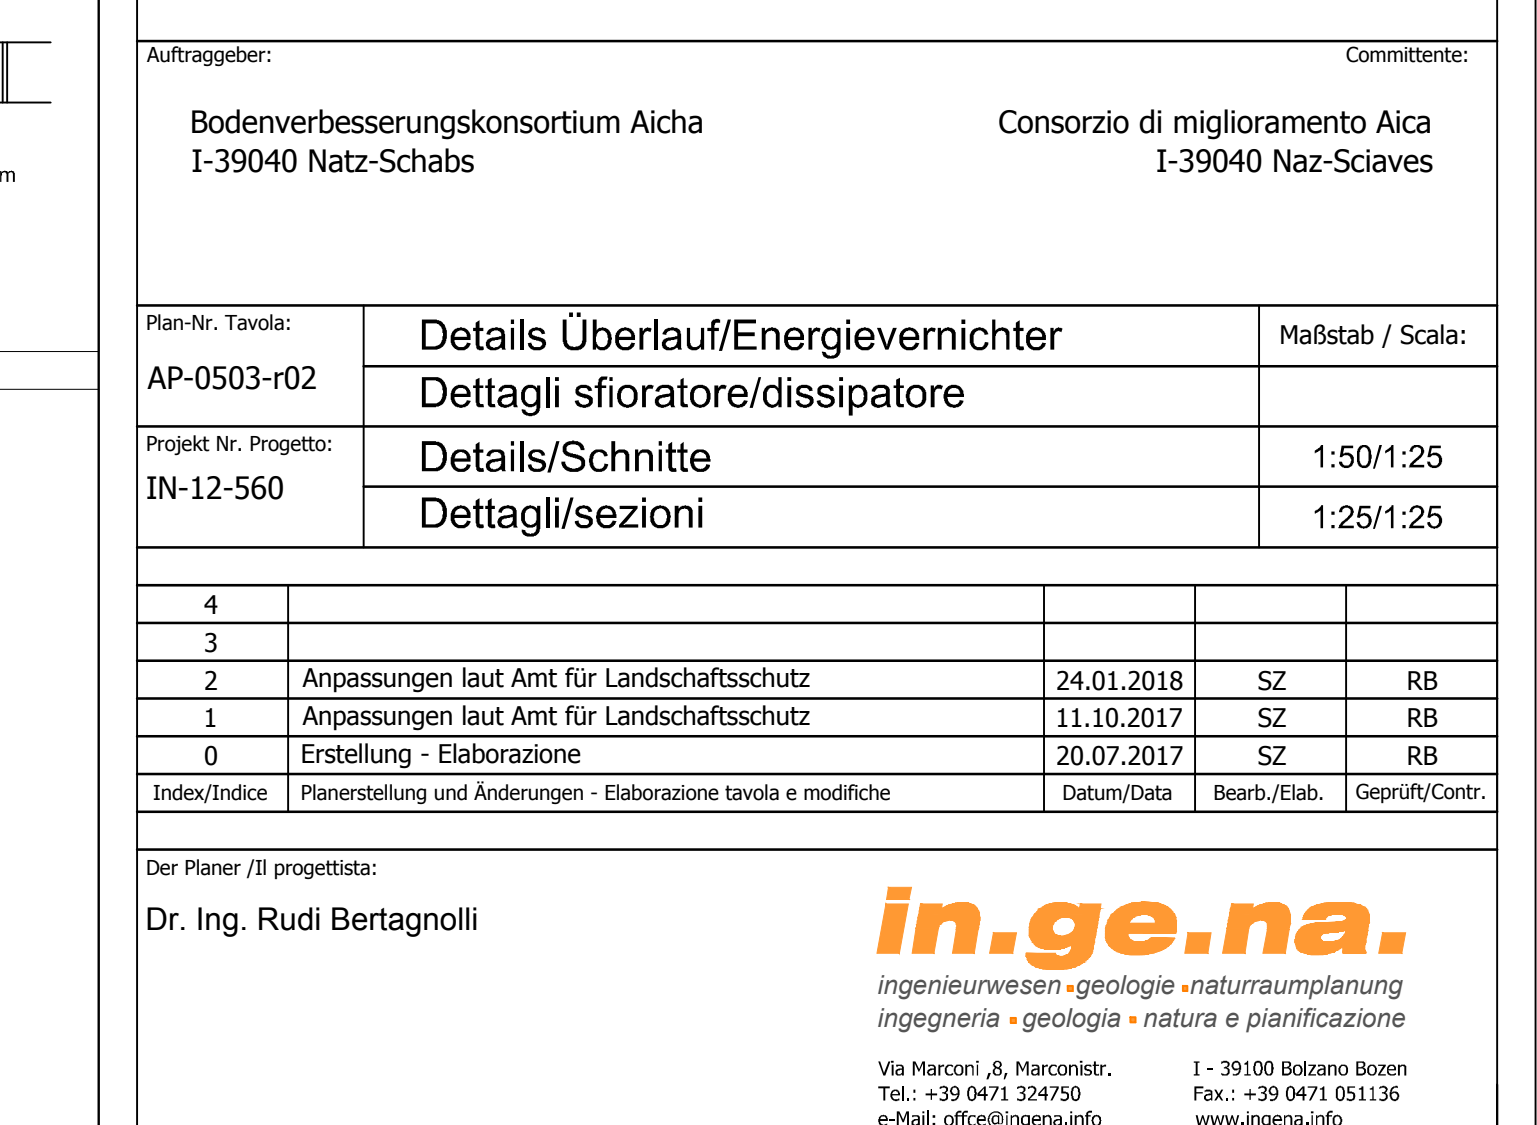 m
Auftraggeber: Committente:
Bodenverbesserungskonsortium Aicha Consorzio di miglioramento Aica
I-39040 Natz-Schabs I-39040 Naz-Sciaves
Plan-Nr. Tavola:
AP-0503-r02
Details Überlauf/Energievernichter Maßstab / Scala:
Dettagli sfioratore/dissipatore
Projekt Nr. Progetto:
IN-12-560
Details/Schnitte 1:50/1:25
Dettagli/sezioni 1:25/1:25
4
3
2 Anpassungen laut Amt für Landschaftsschutz 24.01.2018 SZ RB
1 Anpassungen laut Amt für Landschaftsschutz 11.10.2017 SZ RB
0 Erstellung - Elaborazione 20.07.2017 SZ RB
Index/Indice Planerstellung und Änderungen - Elaborazione tavola e modifiche Datum/Data Bearb./Elab. Geprüft/Contr.
Der Planer /Il progettista:
Dr. Ing. Rudi Bertagnolli
in.ge.na.
ingenieurwesen ▪ geologie ▪ naturraumplanung
ingegneria ▪ geologia ▪ natura e pianificazione
Via Marconi ,8, Marconistr. I - 39100 Bolzano Bozen
Tel.: +39 0471 324750 Fax.: +39 0471 051136
e-Mail: offce@ingena.info www.ingena.info